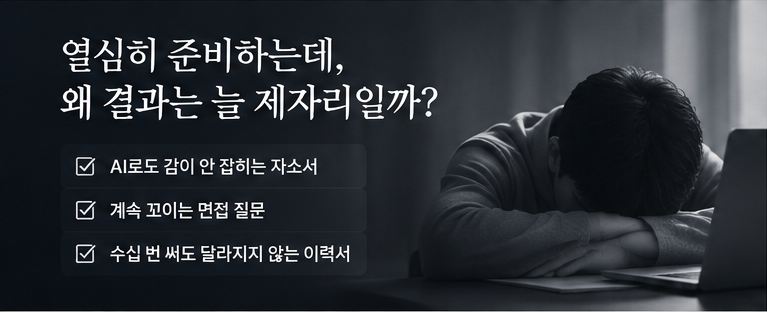 열심히 준비하는데,
왜 결과는 늘 제자리일까?
AI로도 감이 안 잡히는 자소서
계속 꼬이는 면접 질문
수십 번 써도 달라지지 않는 이력서